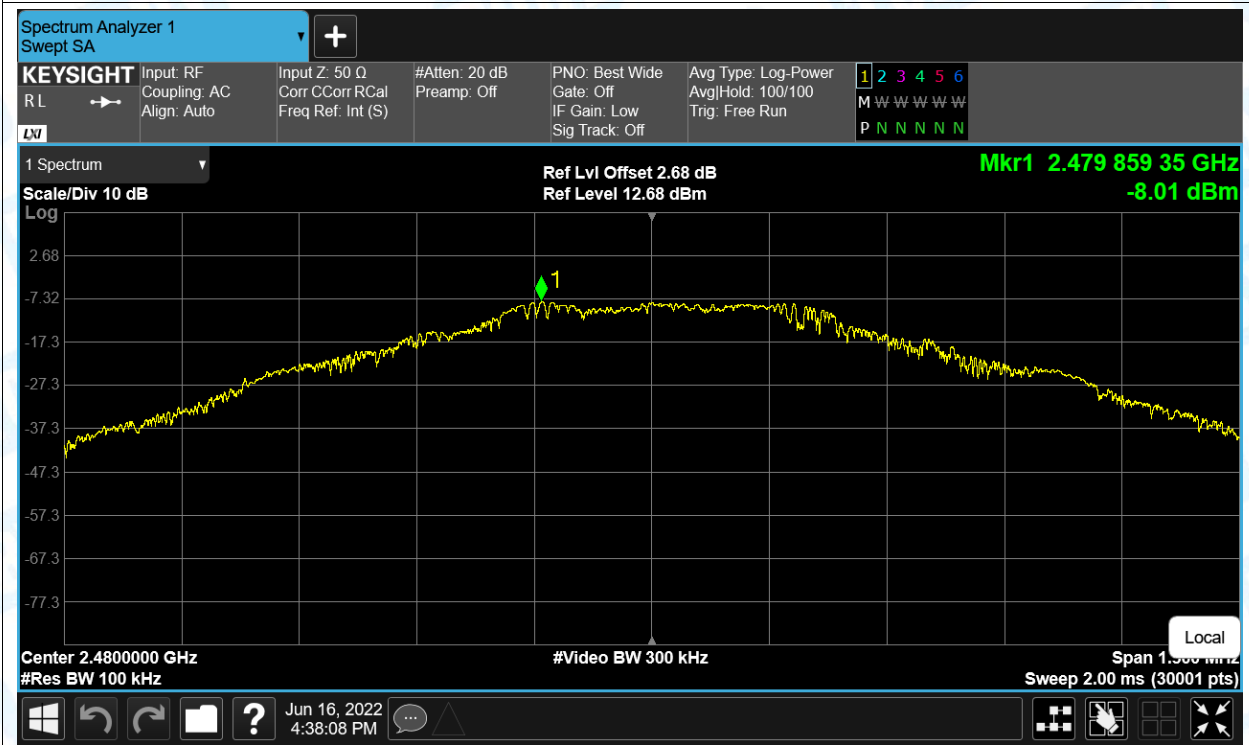 Spectrum Analyzer 1
Swept SA
KEYSIGHT
R L
LXI
Input: RF
Coupling: AC
Align: Auto
Input Z: 50 Ω
Corr CCorr RCal
Freq Ref: Int (S)
#Atten: 20 dB
Preamp: Off
PNO: Best Wide
Gate: Off
IF Gain: Low
Sig Track: Off
Avg Type: Log-Power
Avg|Hold: 100/100
Trig: Free Run
1 2 3 4 5 6
M W W W W W
P N N N N N
1 Spectrum
Scale/Div 10 dB
Log
Ref Lvl Offset 2.68 dB
Ref Level 12.68 dBm
Mkr1 2.479 859 35 GHz
-8.01 dBm
1
2.68
-7.32
-17.3
-27.3
-37.3
-47.3
-57.3
-67.3
-77.3
Local
Center 2.4800000 GHz
#Res BW 100 kHz
#Video BW 300 kHz
Span
Sweep 2.00 ms (30001 pts)
?
Jun 16, 2022
4:38:08 PM